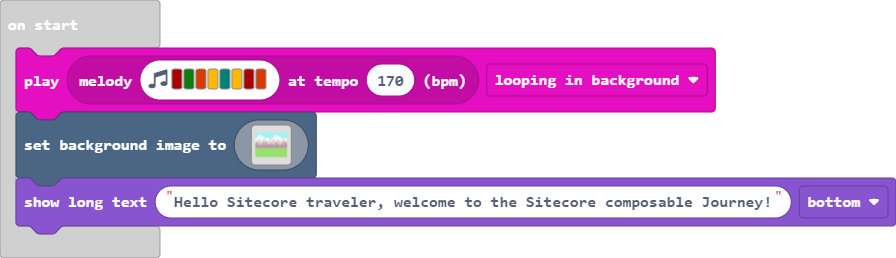 on start
play melody at tempo 170 (bpm) looping in background
set background image to
show long text "Hello Sitecore traveler, welcome to the Sitecore composable Journey!" bottom